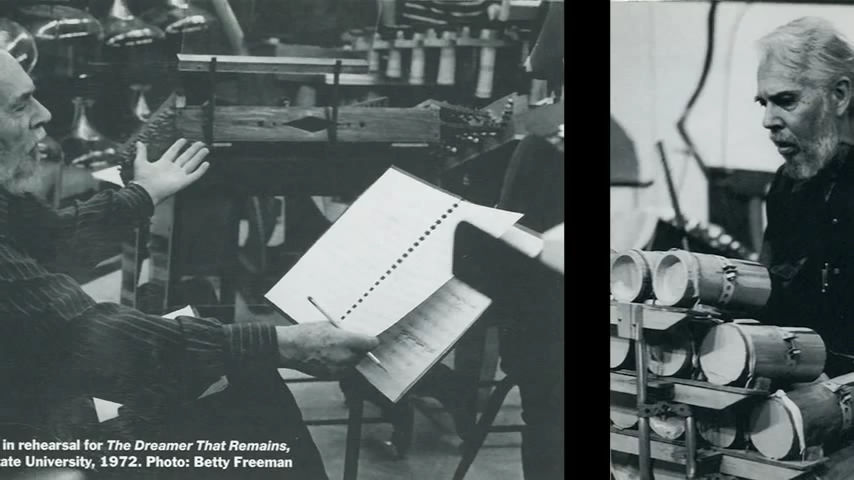 in rehearsal for The Dreamer That Remains,
ate University, 1972. Photo: Betty Freeman